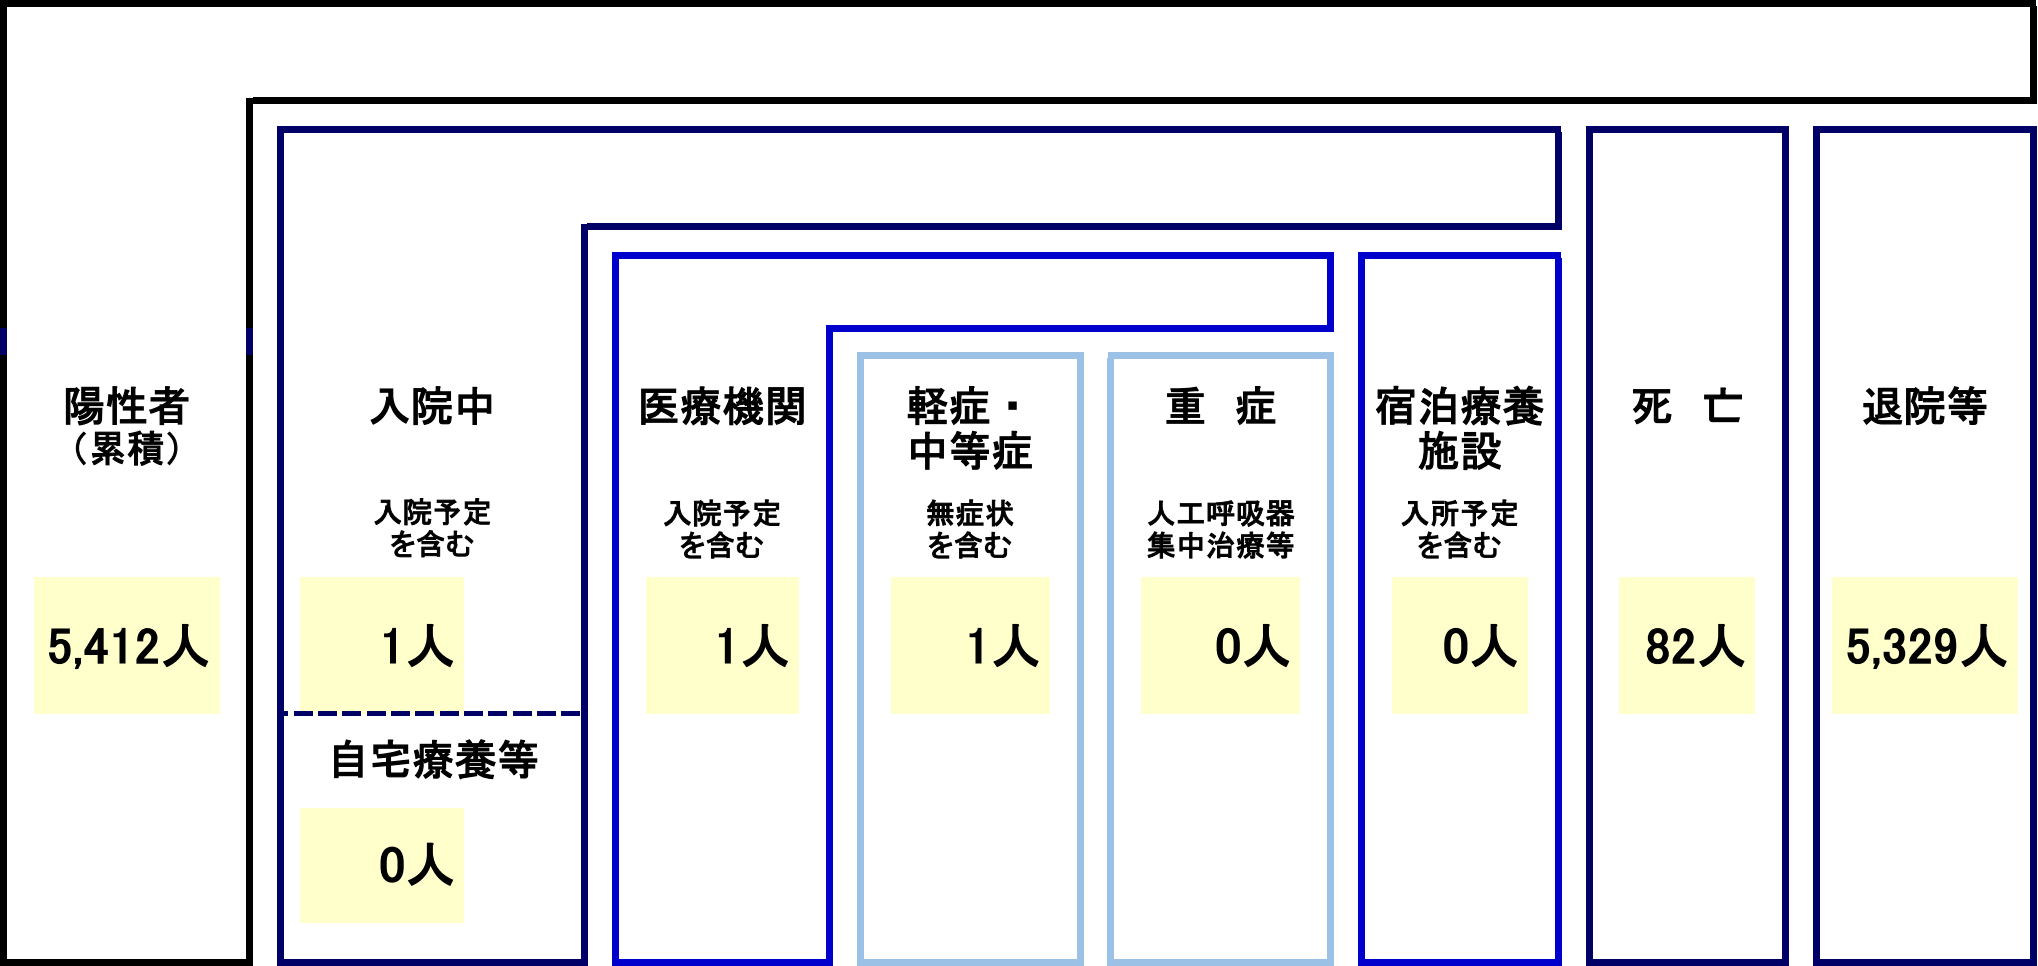 陽性者
（累積）
5,412人
入院中
入院予定
を含む
1人
自宅療養等
0人
医療機関
入院予定
を含む
1人
軽症・
中等症
無症状
を含む
1人
重 症
人工呼吸器
集中治療等
0人
宿泊療養
施設
入所予定
を含む
0人
死 亡
82人
退院等
5,329人